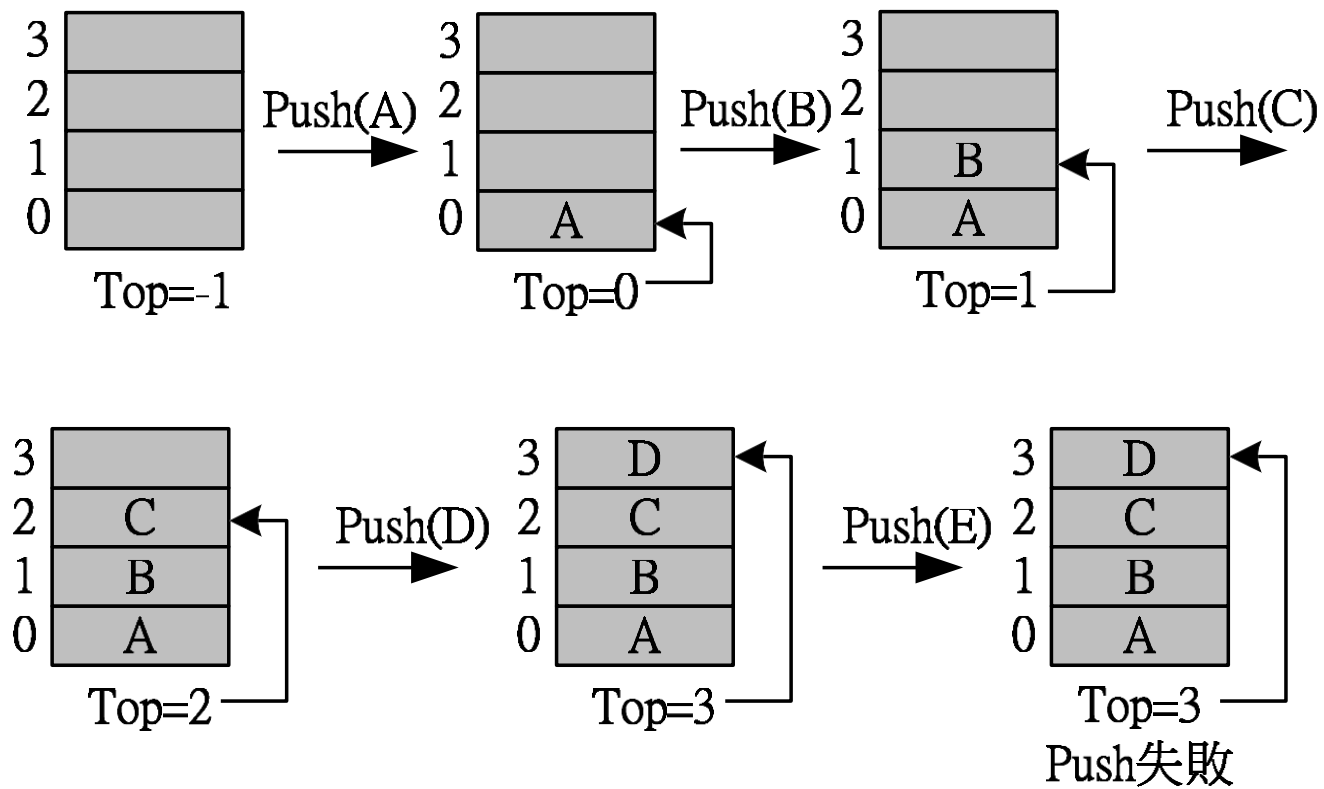 3
2
1
0
Top=-1
Push(A)
3
2
1
0 A
Top=0
Push(B)
3
2
1 B
0 A
Top=1
Push(C)
3
2 C
1 B
0 A
Top=2
Push(D)
3 D
2 C
1 B
0 A
Top=3
Push(E)
3 D
2 C
1 B
0 A
Top=3
Push失敗